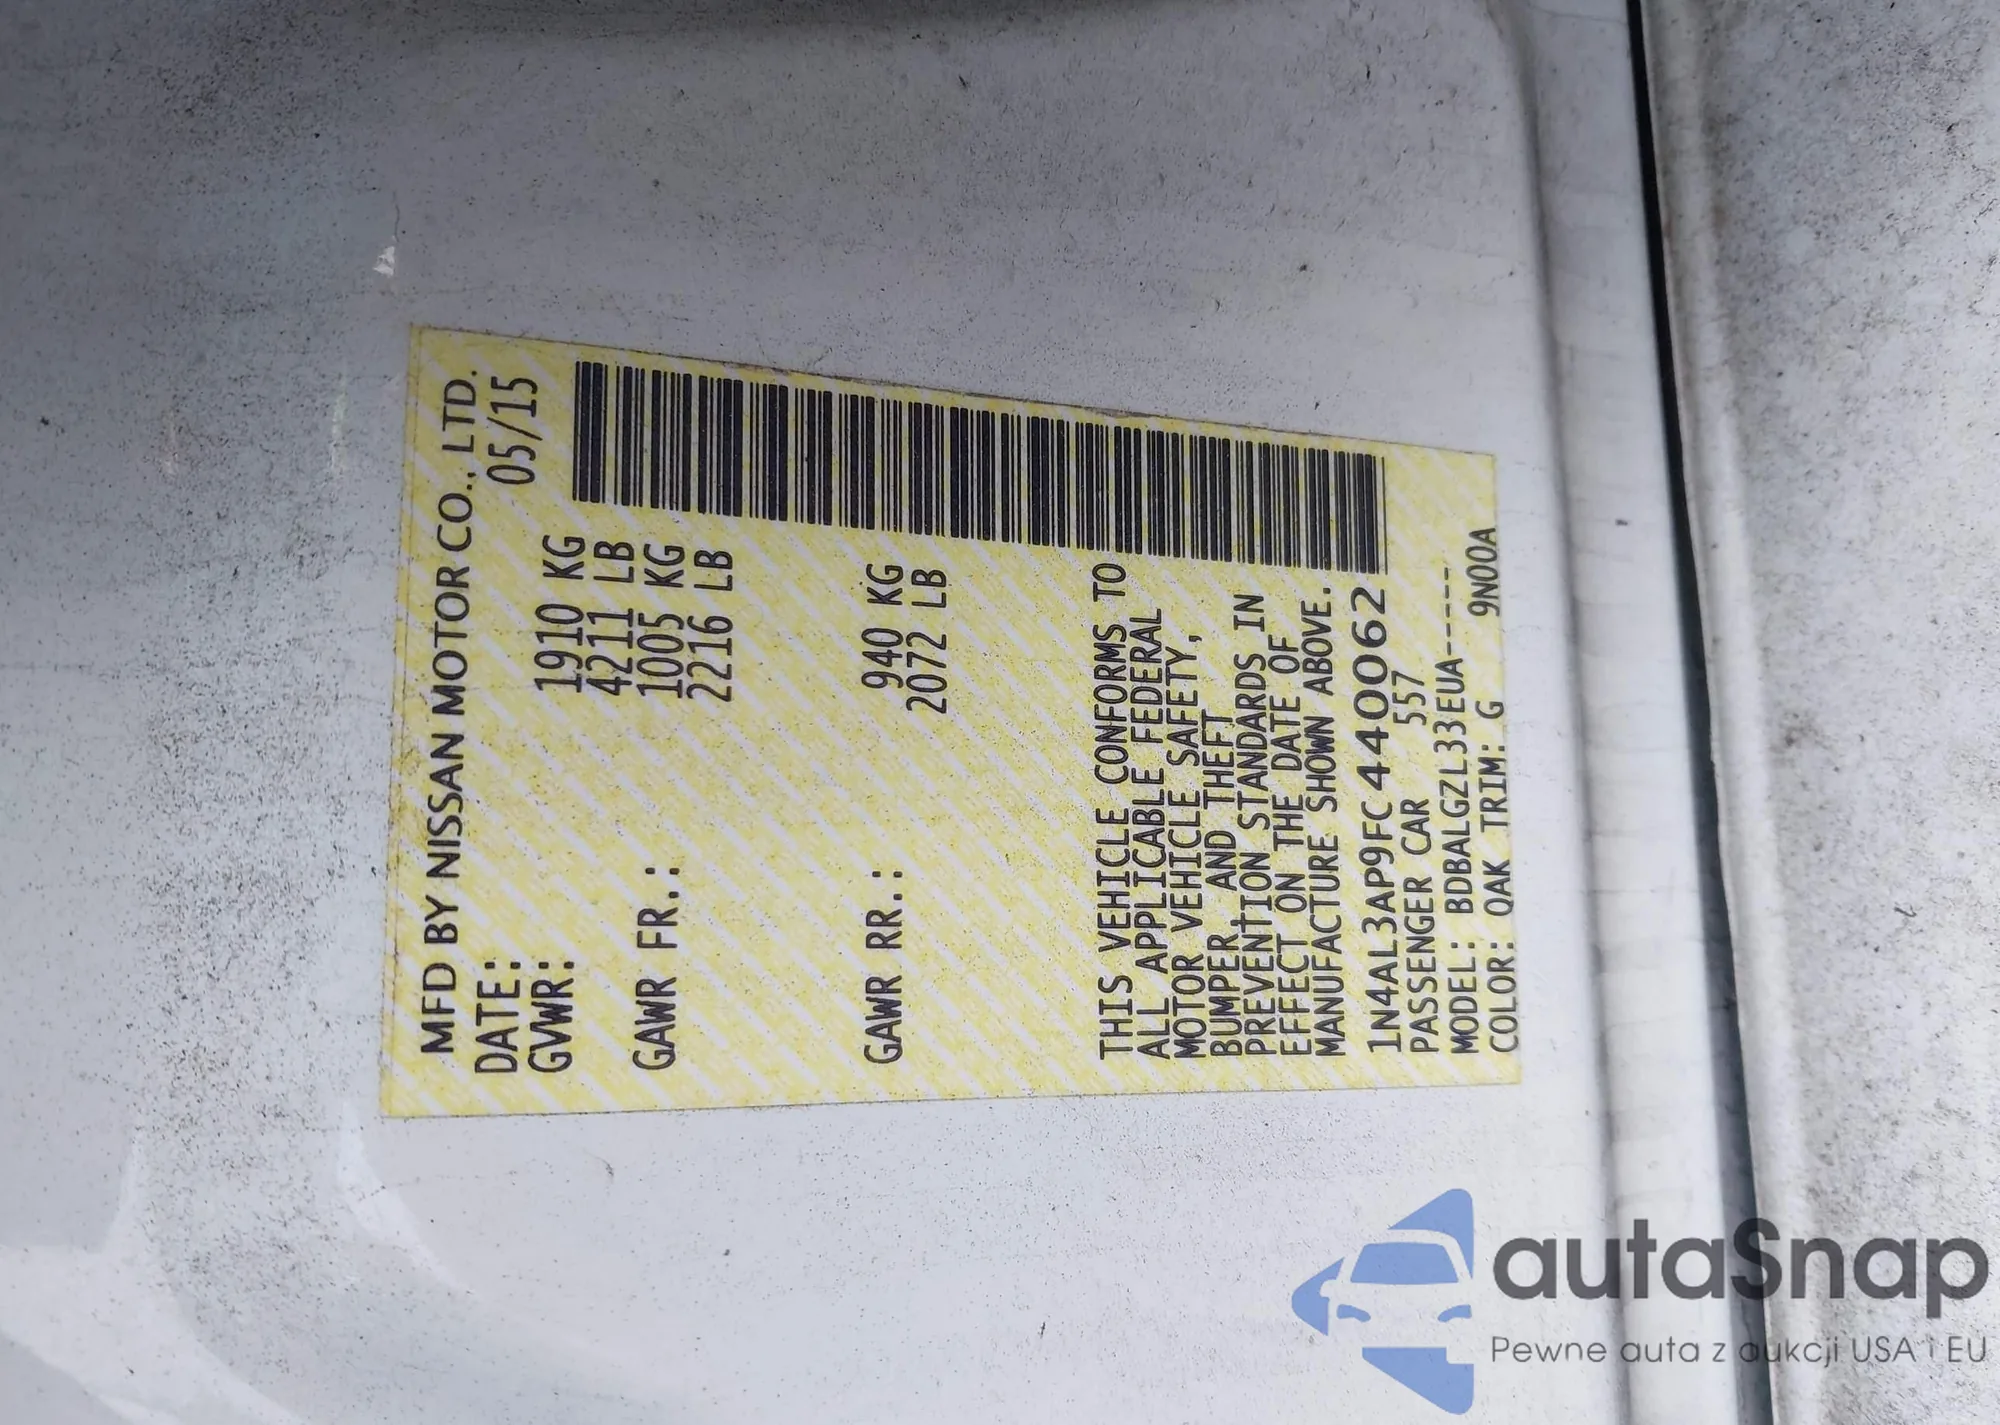 MFD BY NISSAN MOTOR CO., LTD.
DATE: 05/15
GVWR: 1910 KG
4211 LB
GAWR FR.: 1005 KG
2216 LB
GAWR RR.: 940 KG
2072 LB
THIS VEHICLE CONFORMS TO
ALL APPLICABLE FEDERAL
MOTOR VEHICLE SAFETY,
BUMPER, AND THEFT
PREVENTION STANDARDS IN
EFFECT ON THE DATE OF
MANUFACTURE SHOWN ABOVE.
1N4AL3AP9FC440062
PASSENGER CAR 557
MODEL: BDBALGZL33EUA------
COLOR: QAK TRIM: G 9N00A
autaSnap
Pewne auta z aukcji USA i EU